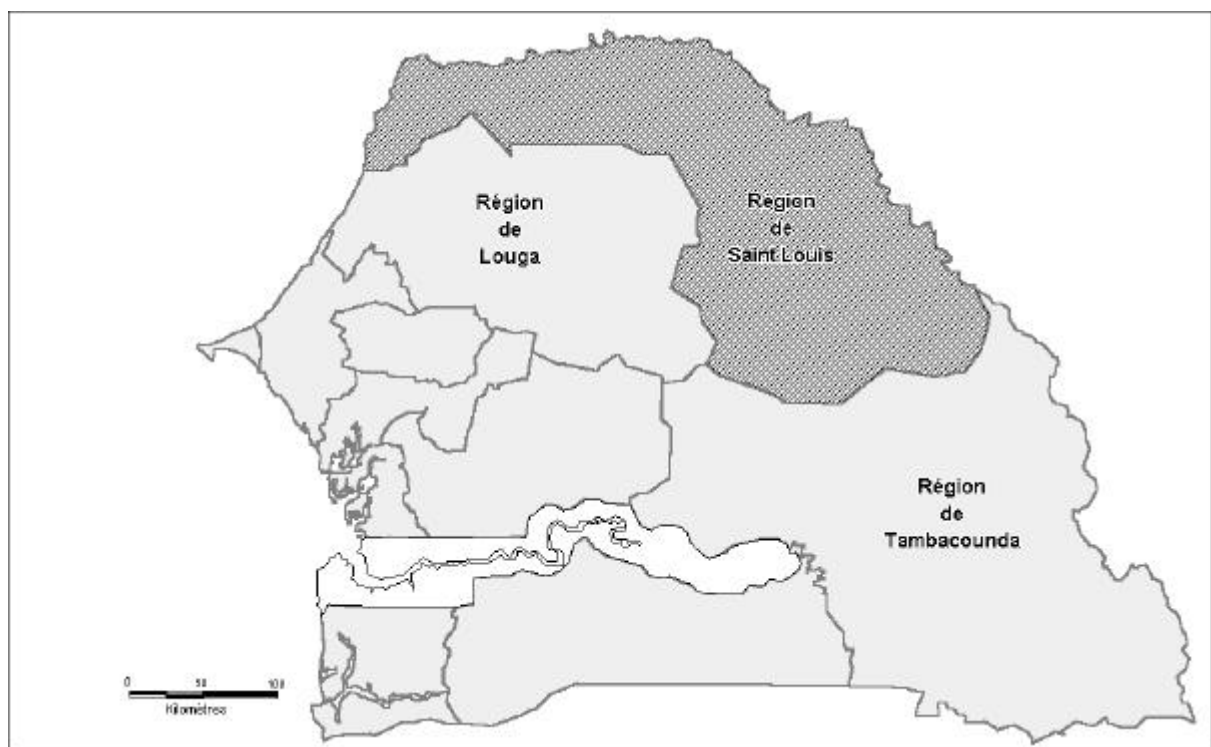 Région
de
Louga
Région
de
Saint Louis
Région
de
Tambacounda
0 50 100
Kilomètres